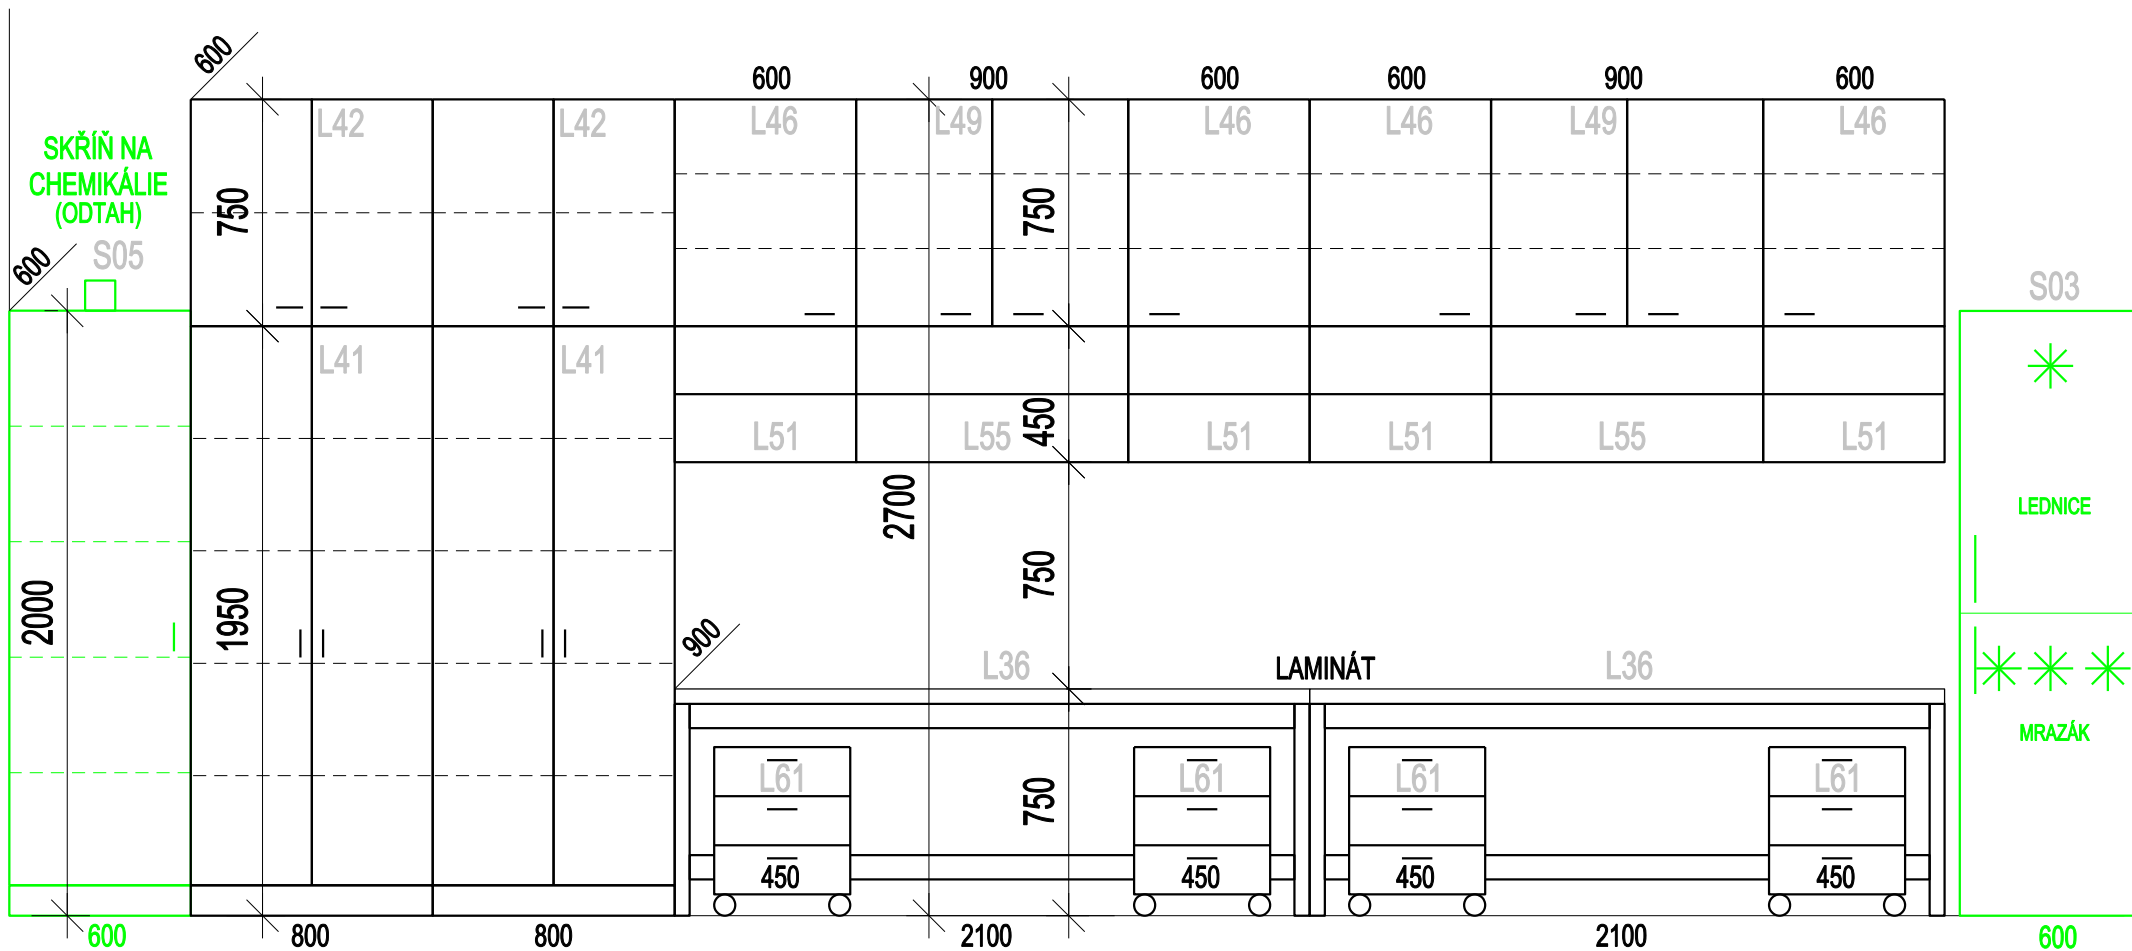 600
600 900 600 600 900 600
L42 L42 L46 L49 L46 L46 L49 L46
SKŘÍŇ NA
CHEMIKÁLIE
(ODTAH)
750 750
S05
600
S03
L41 L41
450
L51 L55 L51 L51 L55 L51
2700
LEDNICE
750
2000
1950
900
L36 LAMINÁT L36
MRAZÁK
L61 L61 L61 L61
750
450 450 450 450
600 800 800 2100 2100 600